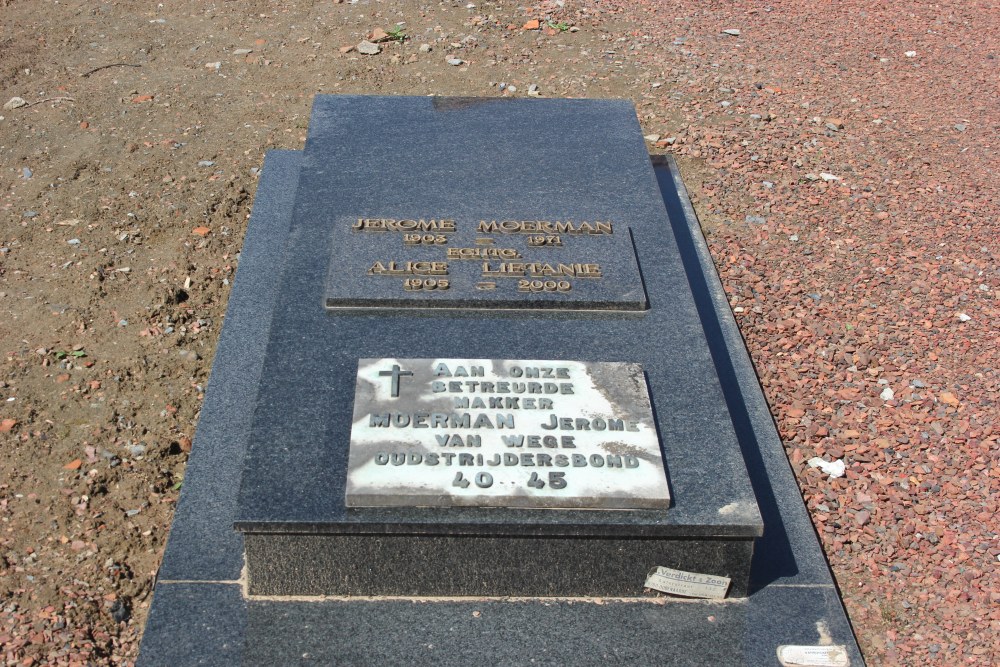 JEROME MOERMAN
1903 = 1971
EGHTG.
ALICE LIETANIE
1905 = 2000
AAN ONZE
BETREURDE
MAKKER
MOERMAN JEROME
VAN WEGE
OUDSTRIJDERSBOND
40 .. 45
Verdickt & Zoon